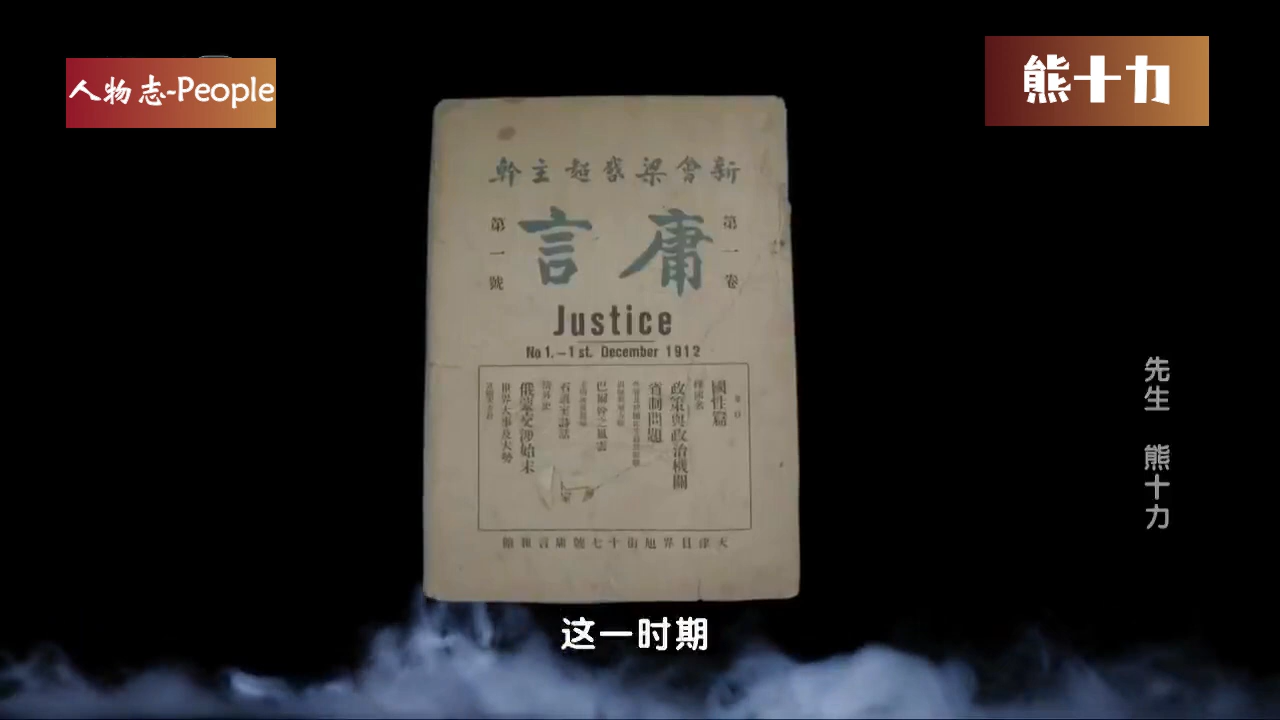 人物志-People
熊十力
新會梁啓超主幹
第一卷
庸言
第一號
Justice
No 1.—1 st. December 1912
國性篇
政策與政治機關
省制問題
巴爾幹之風雲
石遺室詩話
俄蒙交涉始末
世界大事及大勢
天津日界旭街十七號庸言報館
先生 熊十力
这一时期